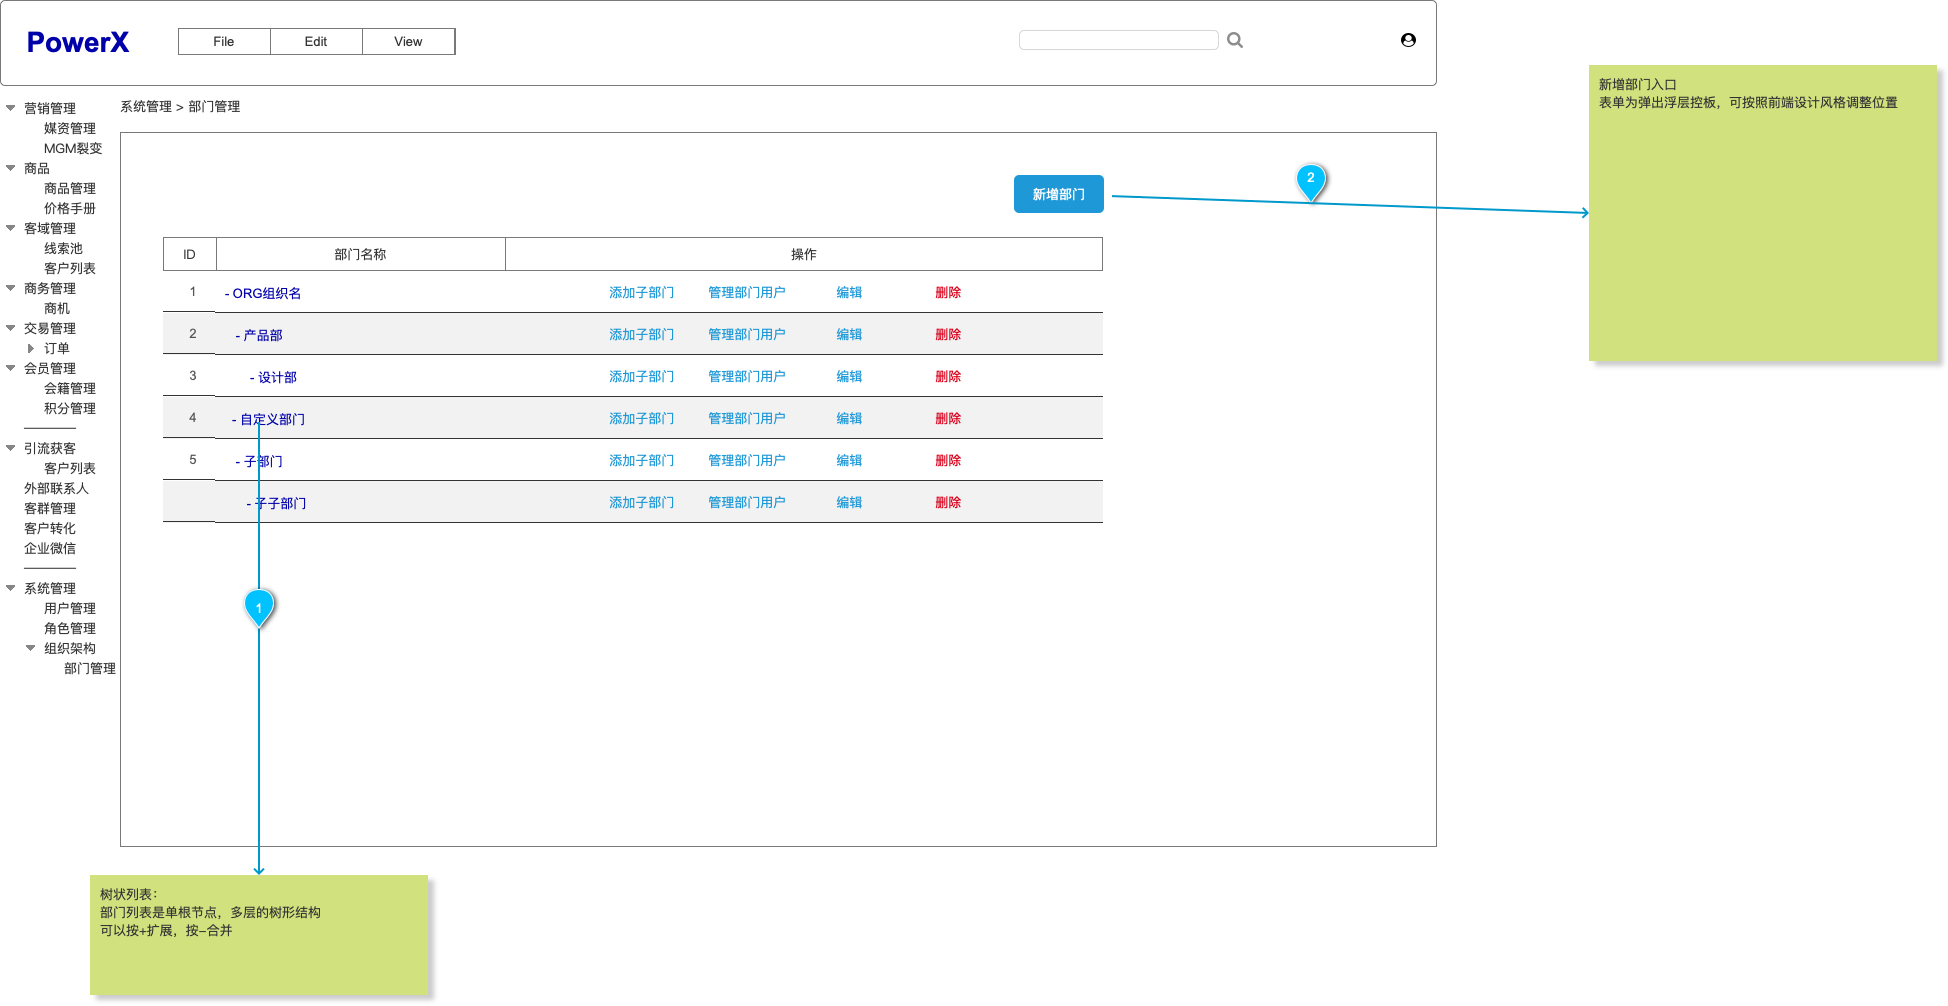 PowerX
File Edit View
新增部门入口
表单为弹出浮层控板，可按照前端设计风格调整位置
营销管理
媒资管理
MGM裂变
商品
商品管理
价格手册
客域管理
线索池
客户列表
商务管理
商机
交易管理
订单
会员管理
会籍管理
积分管理
引流获客
客户列表
外部联系人
客群管理
客户转化
企业微信
系统管理
用户管理
角色管理
组织架构
部门管理
系统管理 > 部门管理
新增部门
2
ID 部门名称 操作
1 - ORG组织名 添加子部门 管理部门用户 编辑 删除
2 - 产品部 添加子部门 管理部门用户 编辑 删除
3 - 设计部 添加子部门 管理部门用户 编辑 删除
4 - 自定义部门 添加子部门 管理部门用户 编辑 删除
5 - 子部门 添加子部门 管理部门用户 编辑 删除
- 子子部门 添加子部门 管理部门用户 编辑 删除
1
树状列表：
部门列表是单根节点，多层的树形结构
可以按+扩展，按-合并